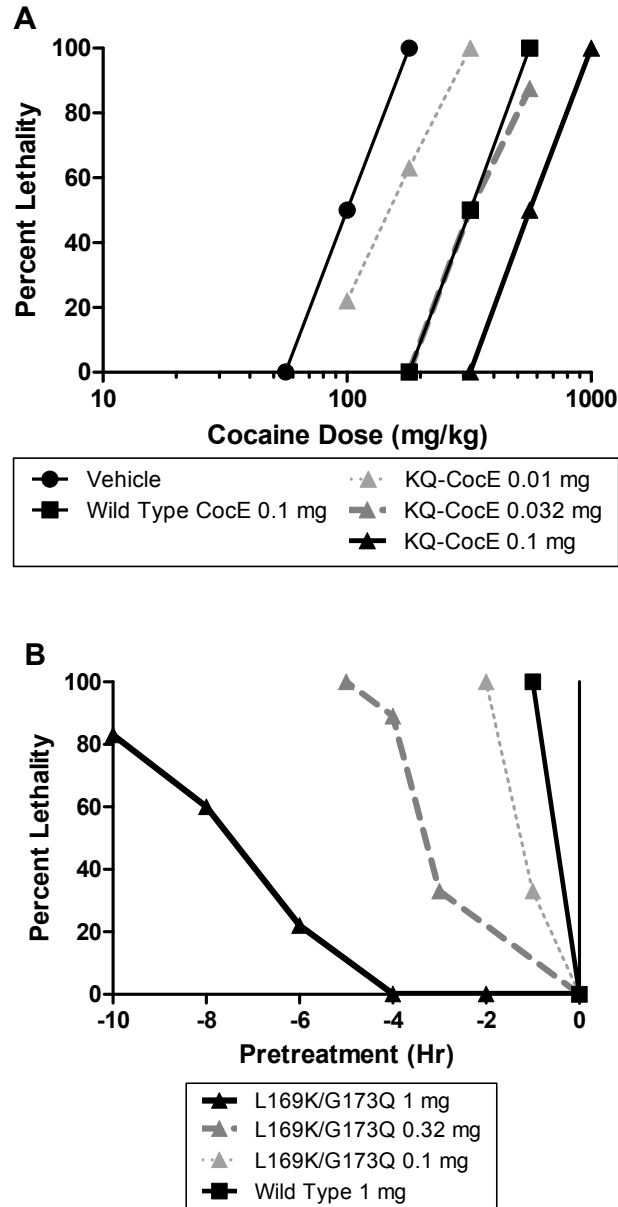 A
100
80
60
40
20
0
Percent Lethality
10 100 1000
Cocaine Dose (mg/kg)
Vehicle
Wild Type CocE 0.1 mg
KQ-CocE 0.01 mg
KQ-CocE 0.032 mg
KQ-CocE 0.1 mg
B
100
80
60
40
20
0
Percent Lethality
-10 -8 -6 -4 -2 0
Pretreatment (Hr)
L169K/G173Q 1 mg
L169K/G173Q 0.32 mg
L169K/G173Q 0.1 mg
Wild Type 1 mg